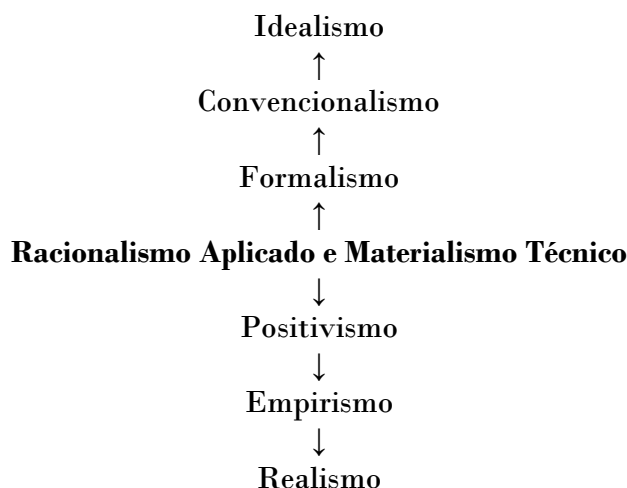 Idealismo
↑
Convencionalismo
↑
Formalismo
↑
Racionalismo Aplicado e Materialismo Técnico
↓
Positivismo
↓
Empirismo
↓
Realismo